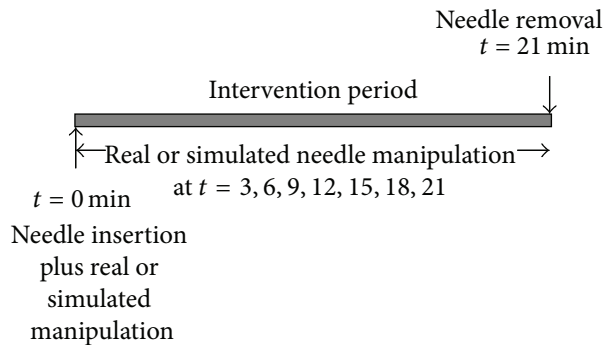 Needle removal
t = 21 min
Intervention period
Real or simulated needle manipulation
at t = 3, 6, 9, 12, 15, 18, 21
t = 0 min
Needle insertion
plus real or
simulated
manipulation